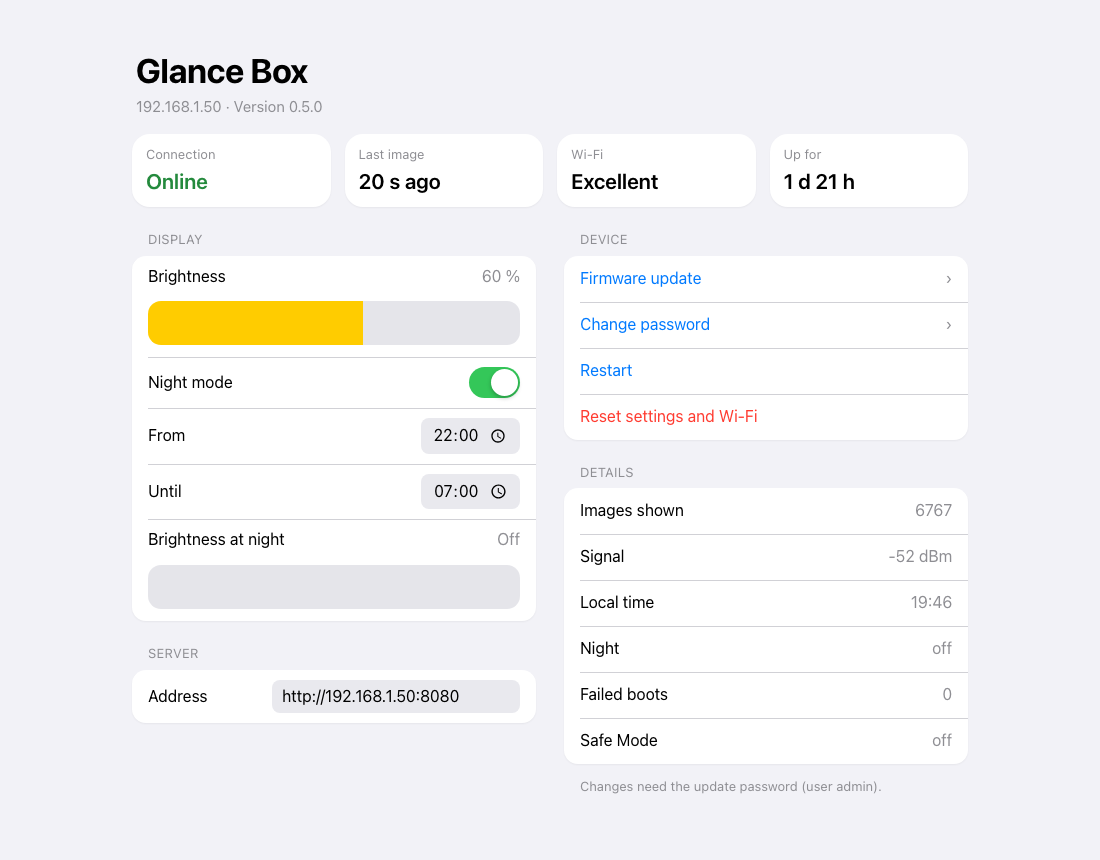 Glance Box
192.168.1.50 · Version 0.5.0
Connection
Online
Last image
20 s ago
Wi-Fi
Excellent
Up for
1 d 21 h
DISPLAY
Brightness 60 %
Night mode
From 22:00
Until 07:00
Brightness at night Off
SERVER
Address http://192.168.1.50:8080
DEVICE
Firmware update ›
Change password ›
Restart
Reset settings and Wi-Fi
DETAILS
Images shown 6767
Signal -52 dBm
Local time 19:46
Night off
Failed boots 0
Safe Mode off
Changes need the update password (user admin).